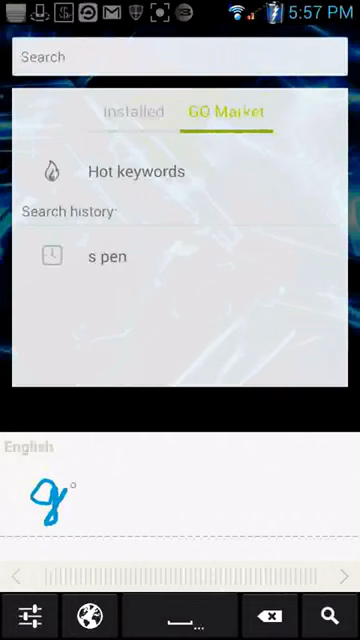 5:57 PM
Search
Installed GO Market
Hot keywords
Search history:
s pen
English
g